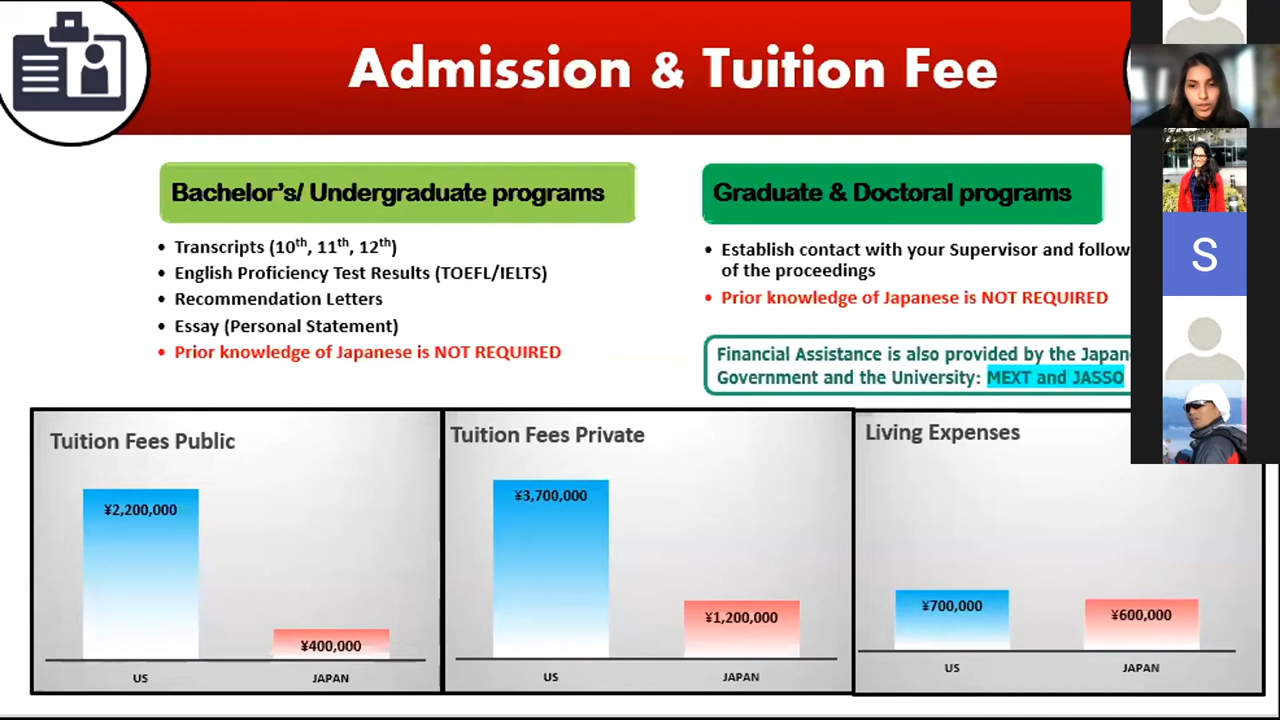 Admission & Tuition Fee
Bachelor's/ Undergraduate programs
• Transcripts (10th, 11th, 12th)
• English Proficiency Test Results (TOEFL/IELTS)
• Recommendation Letters
• Essay (Personal Statement)
• Prior knowledge of Japanese is NOT REQUIRED
Graduate & Doctoral programs
• Establish contact with your Supervisor and follow
of the proceedings
• Prior knowledge of Japanese is NOT REQUIRED
Financial Assistance is also provided by the Japan
Government and the University: MEXT and JASSO
S
Tuition Fees Public
¥2,200,000
¥400,000
US
JAPAN
Tuition Fees Private
¥3,700,000
¥1,200,000
US
JAPAN
Living Expenses
¥700,000
¥600,000
US
JAPAN